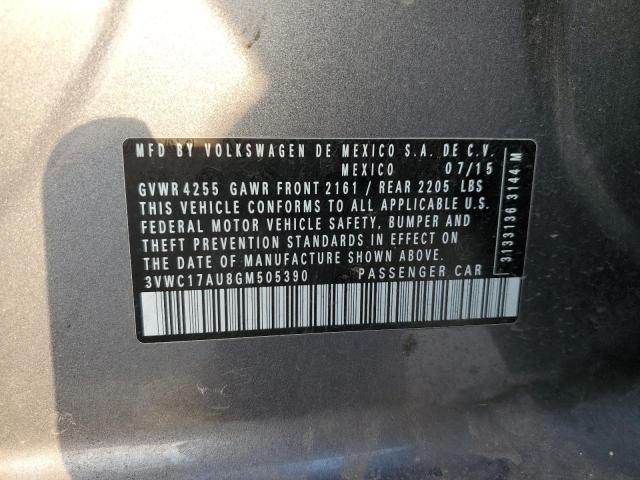 MFD BY VOLKSWAGEN DE MEXICO S.A. DE C.V.
MEXICO 07/15
GVWR 4255 GAWR FRONT 2161 / REAR 2205 LBS
THIS VEHICLE CONFORMS TO ALL APPLICABLE U.S.
FEDERAL MOTOR VEHICLE SAFETY, BUMPER AND
THEFT PREVENTION STANDARDS IN EFFECT ON
THE DATE OF MANUFACTURE SHOWN ABOVE.
3VWC17AU8GM505390 PASSENGER CAR
3133136 3144 M